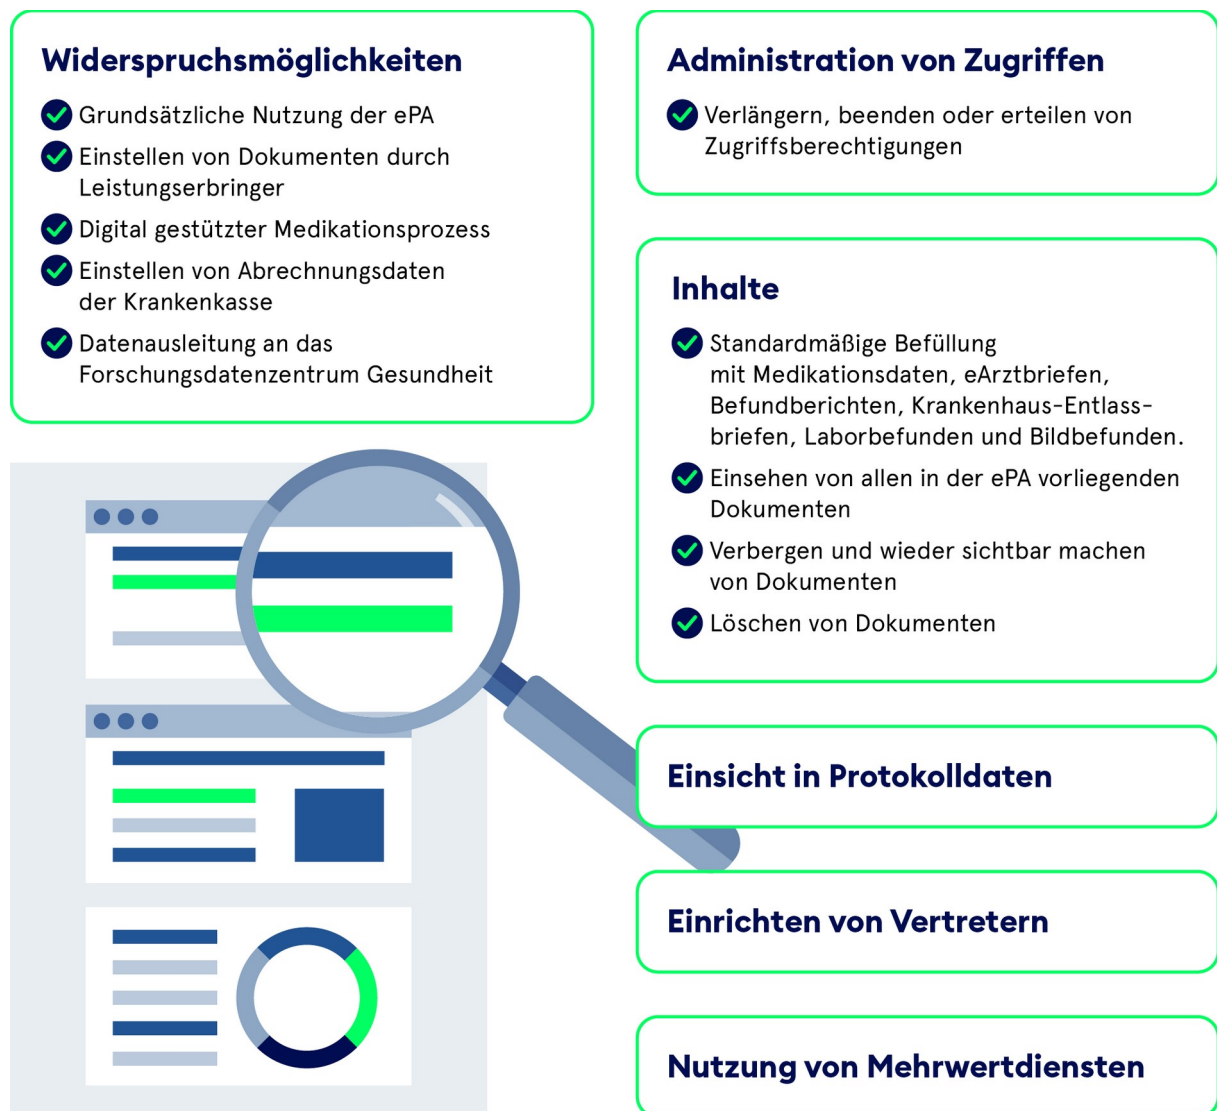 Widerspruchsmöglichkeiten
Grundsätzliche Nutzung der ePA
Einstellen von Dokumenten durch
Leistungserbringer
Digital gestützter Medikationsprozess
Einstellen von Abrechnungsdaten
der Krankenkasse
Datenausleitung an das
Forschungsdatenzentrum Gesundheit
Administration von Zugriffen
Verlängern, beenden oder erteilen von
Zugriffsberechtigungen
Inhalte
Standardmäßige Befüllung
mit Medikationsdaten, eArztbriefen,
Befundberichten, Krankenhaus-Entlass-
briefen, Laborbefunden und Bildbefunden.
Einsehen von allen in der ePA vorliegenden
Dokumenten
Verbergen und wieder sichtbar machen
von Dokumenten
Löschen von Dokumenten
Einsicht in Protokolldaten
Einrichten von Vertretern
Nutzung von Mehrwertdiensten